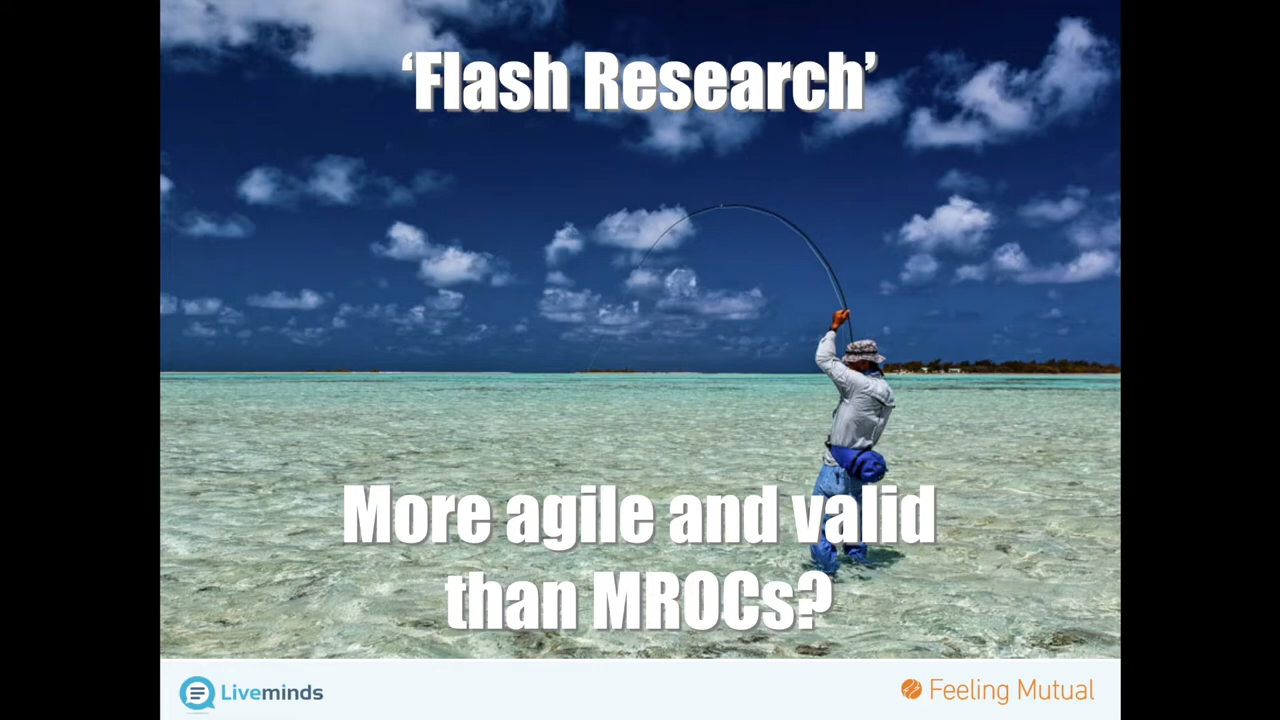 ‘Flash Research’
More agile and valid
than MROCs?
Liveminds
Feeling Mutual